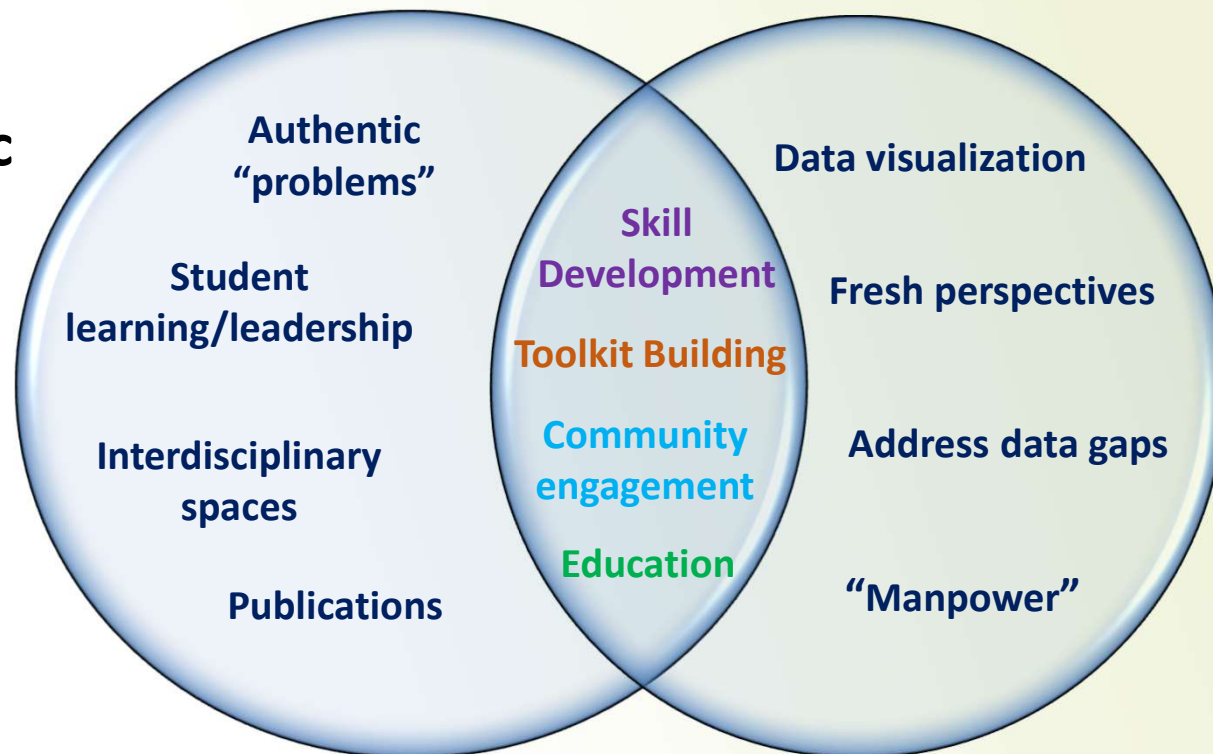 c
Authentic
“problems”
Student
learning/leadership
Interdisciplinary
spaces
Publications
Skill
Development
Toolkit Building
Community
engagement
Education
Data visualization
Fresh perspectives
Address data gaps
“Manpower”